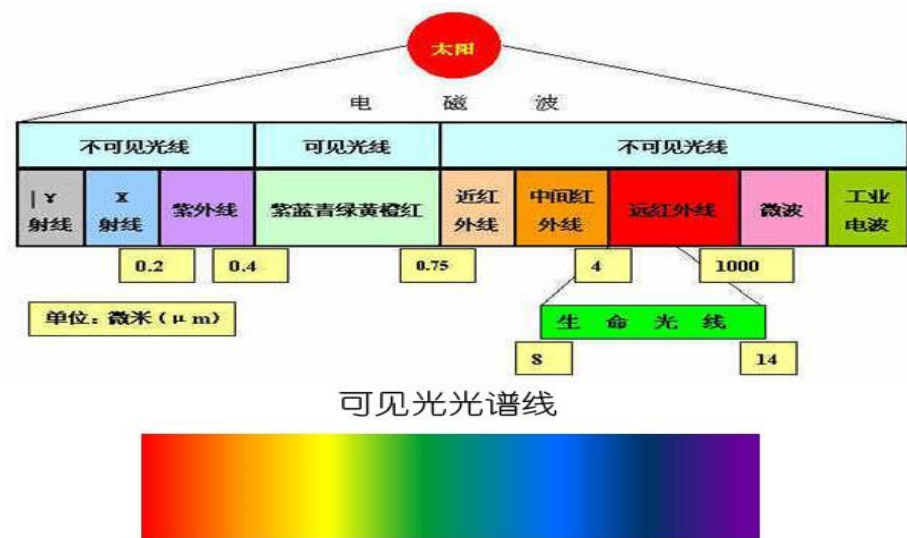 太阳
电 磁 波
不可见光线 可见光线 不可见光线
|γ 射线
X 射线
紫外线
紫蓝青绿黄橙红
近红外线
中间红外线
远红外线
微波
工业电波
0.2
0.4
0.75
4
1000
单位：微米（μm）
生 命 光 线
8
14
可见光光谱线